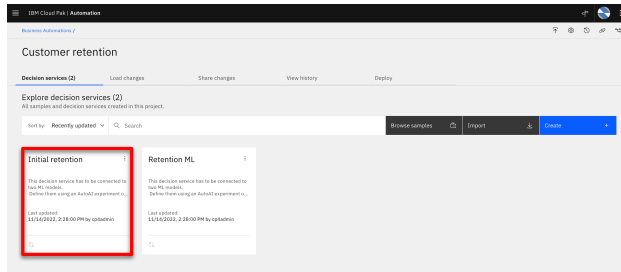 IBM Cloud Pak | Automation
Business Automations /
Customer retention
Decision services (2)
Load changes
Share changes
View history
Deploy
Explore decision services (2)
All samples and decision services created in this project.
Sort by: Recently updated
Search
Browse samples
Import
Create +
Initial retention
This decision service has to be connected to
two ML models.
Define them using an AutoAI experiment o...
Last updated:
11/14/2022, 2:28:00 PM by cp4admin
Retention ML
This decision service has to be connected to
two ML models.
Define them using an AutoAI experiment o...
Last updated:
11/14/2022, 2:28:00 PM by cp4admin